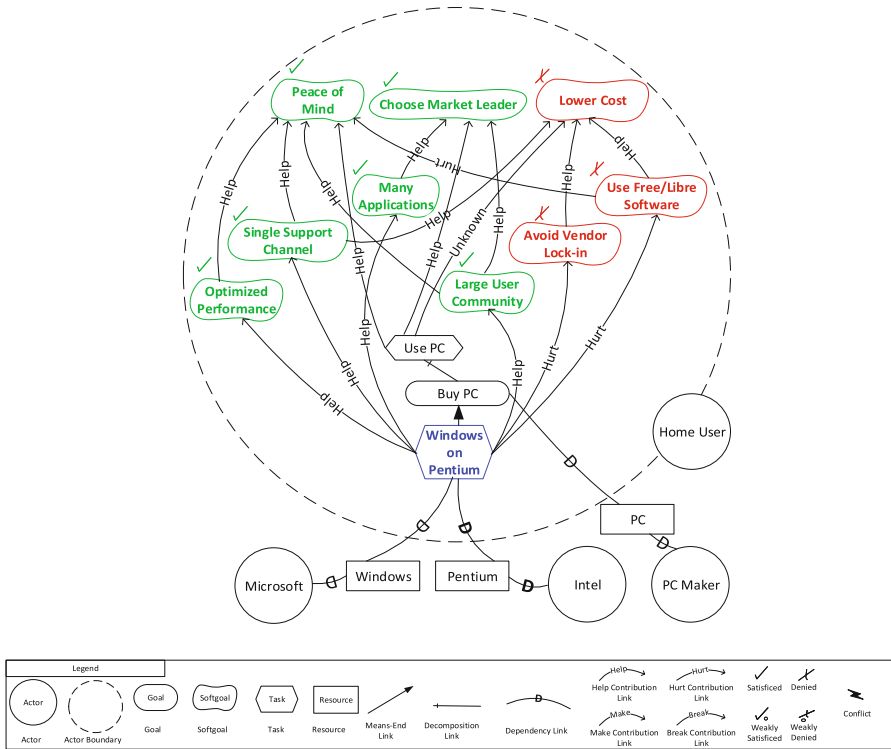 Peace of
Mind
Choose Market Leader
Lower Cost
Help
Hurt
Help
Many
Applications
Use Free/Libre
Software
Help
Help
Help
Help
Help
Single Support
Channel
Help
Unknown
Help
Avoid Vendor
Lock-in
Help
Help
Optimized
Performance
Large User
Community
Help
Use PC
Hurt
Hurt
Help
Help
Help
Buy PC
Windows
on
Pentium
Home User
D
PC
D
D
D
Microsoft
D
Windows
Pentium
D
Intel
PC Maker
Legend
Actor
Goal
Softgoal
Task
Resource
D
Help
Help Contribution
Link
Hurt
Hurt Contribution
Link
Satisficed
Denied
Actor
Actor Boundary
Goal
Softgoal
Task
Resource
Means-End
Link
Decomposition
Link
Dependency Link
Make
Make Contribution
Link
Break
Break Contribution
Link
Weakly
Satisficed
Weakly
Denied
Conflict